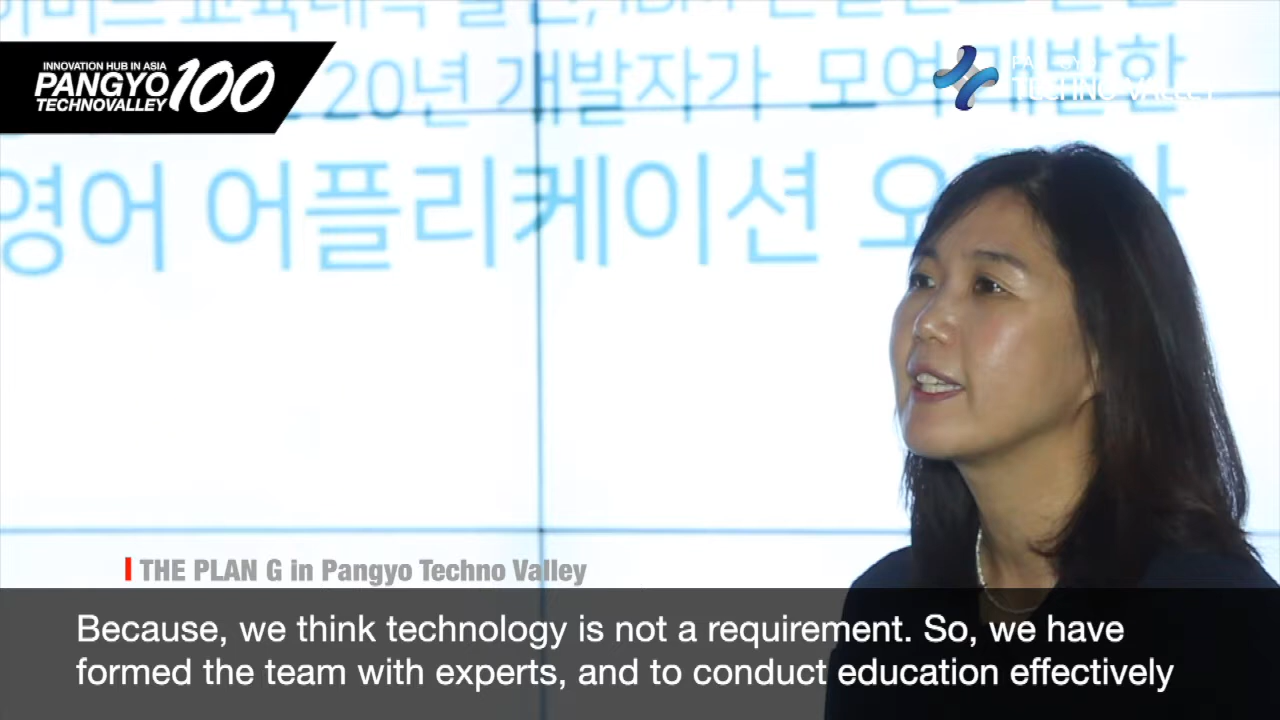 INNOVATION HUB IN ASIA
PANGYO 100
TECHNOVALLEY
TECHNO VALLEY
20년 개발자가 모여 개발한
영어 어플리케이션
THE PLAN G in Pangyo Techno Valley
Because, we think technology is not a requirement. So, we have
formed the team with experts, and to conduct education effectively